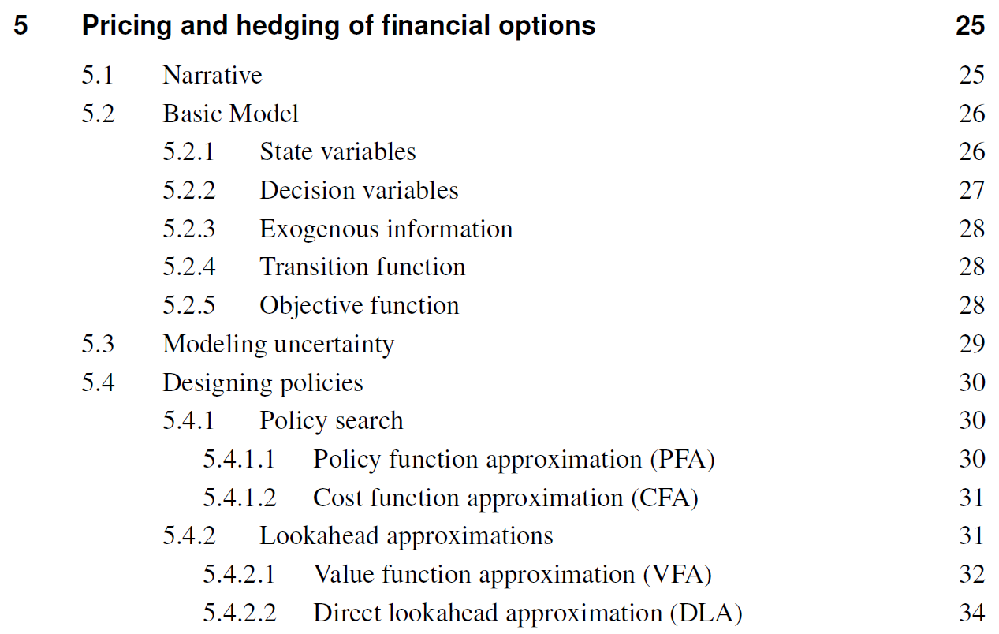 5 Pricing and hedging of financial options 25
5.1 Narrative 25
5.2 Basic Model 26
5.2.1 State variables 26
5.2.2 Decision variables 27
5.2.3 Exogenous information 28
5.2.4 Transition function 28
5.2.5 Objective function 28
5.3 Modeling uncertainty 29
5.4 Designing policies 30
5.4.1 Policy search 30
5.4.1.1 Policy function approximation (PFA) 30
5.4.1.2 Cost function approximation (CFA) 31
5.4.2 Lookahead approximations 31
5.4.2.1 Value function approximation (VFA) 32
5.4.2.2 Direct lookahead approximation (DLA) 34